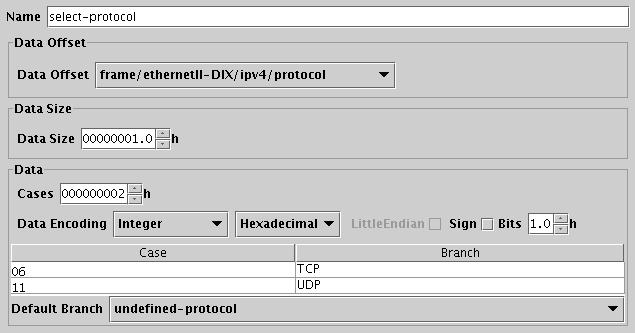 Name select-protocol
Data Offset
Data Offset frame/ethernetII-DIX/ipv4/protocol
Data Size
Data Size 00000001.0 h
Data
Cases 000000002 h
Data Encoding Integer Hexadecimal LittleEndian Sign Bits 1.0 h
Case Branch
06 TCP
11 UDP
Default Branch undefined-protocol